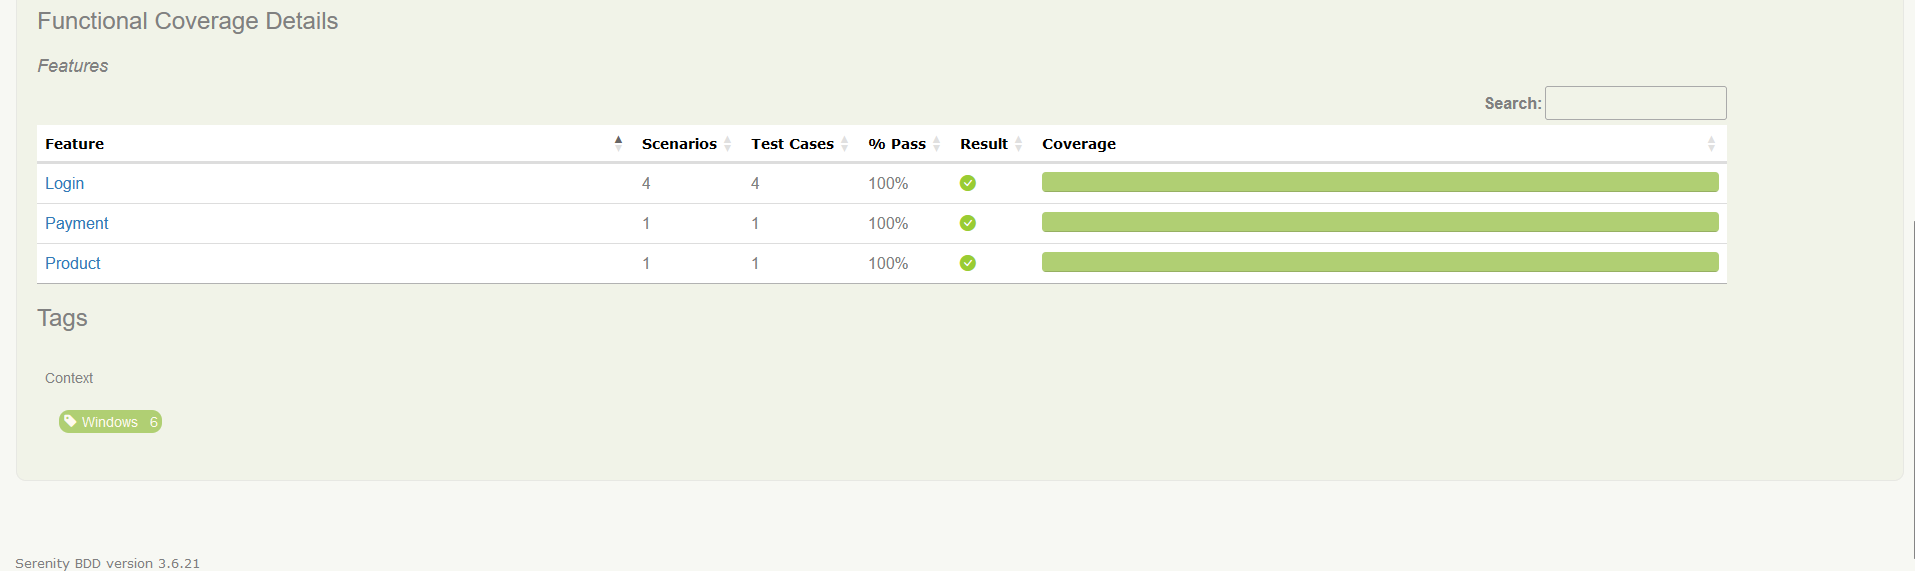 Functional Coverage Details
Features
Search:
Feature Scenarios Test Cases % Pass Result Coverage
Login 4 4 100%
Payment 1 1 100%
Product 1 1 100%
Tags
Context
Windows 6
Serenity BDD version 3.6.21